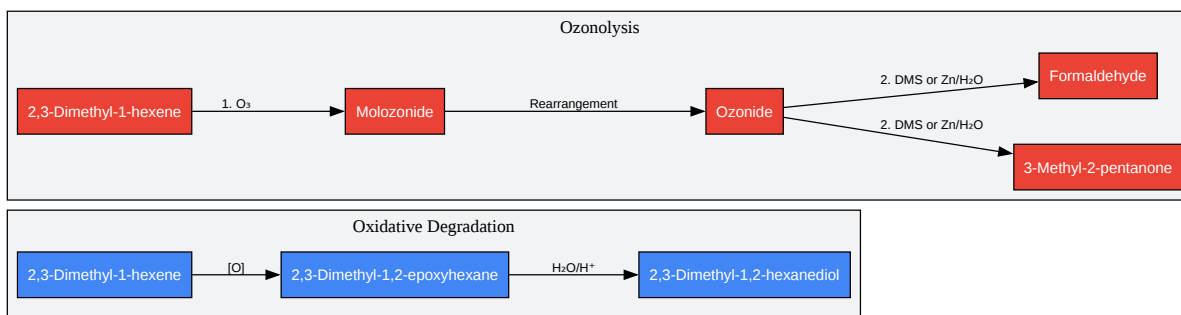 Ozonolysis
2,3-Dimethyl-1-hexene
1. O₃
Molozonide
Rearrangement
Ozonide
2. DMS or Zn/H₂O
Formaldehyde
2. DMS or Zn/H₂O
3-Methyl-2-pentanone
Oxidative Degradation
2,3-Dimethyl-1-hexene
[O]
2,3-Dimethyl-1,2-epoxyhexane
H₂O/H⁺
2,3-Dimethyl-1,2-hexanediol